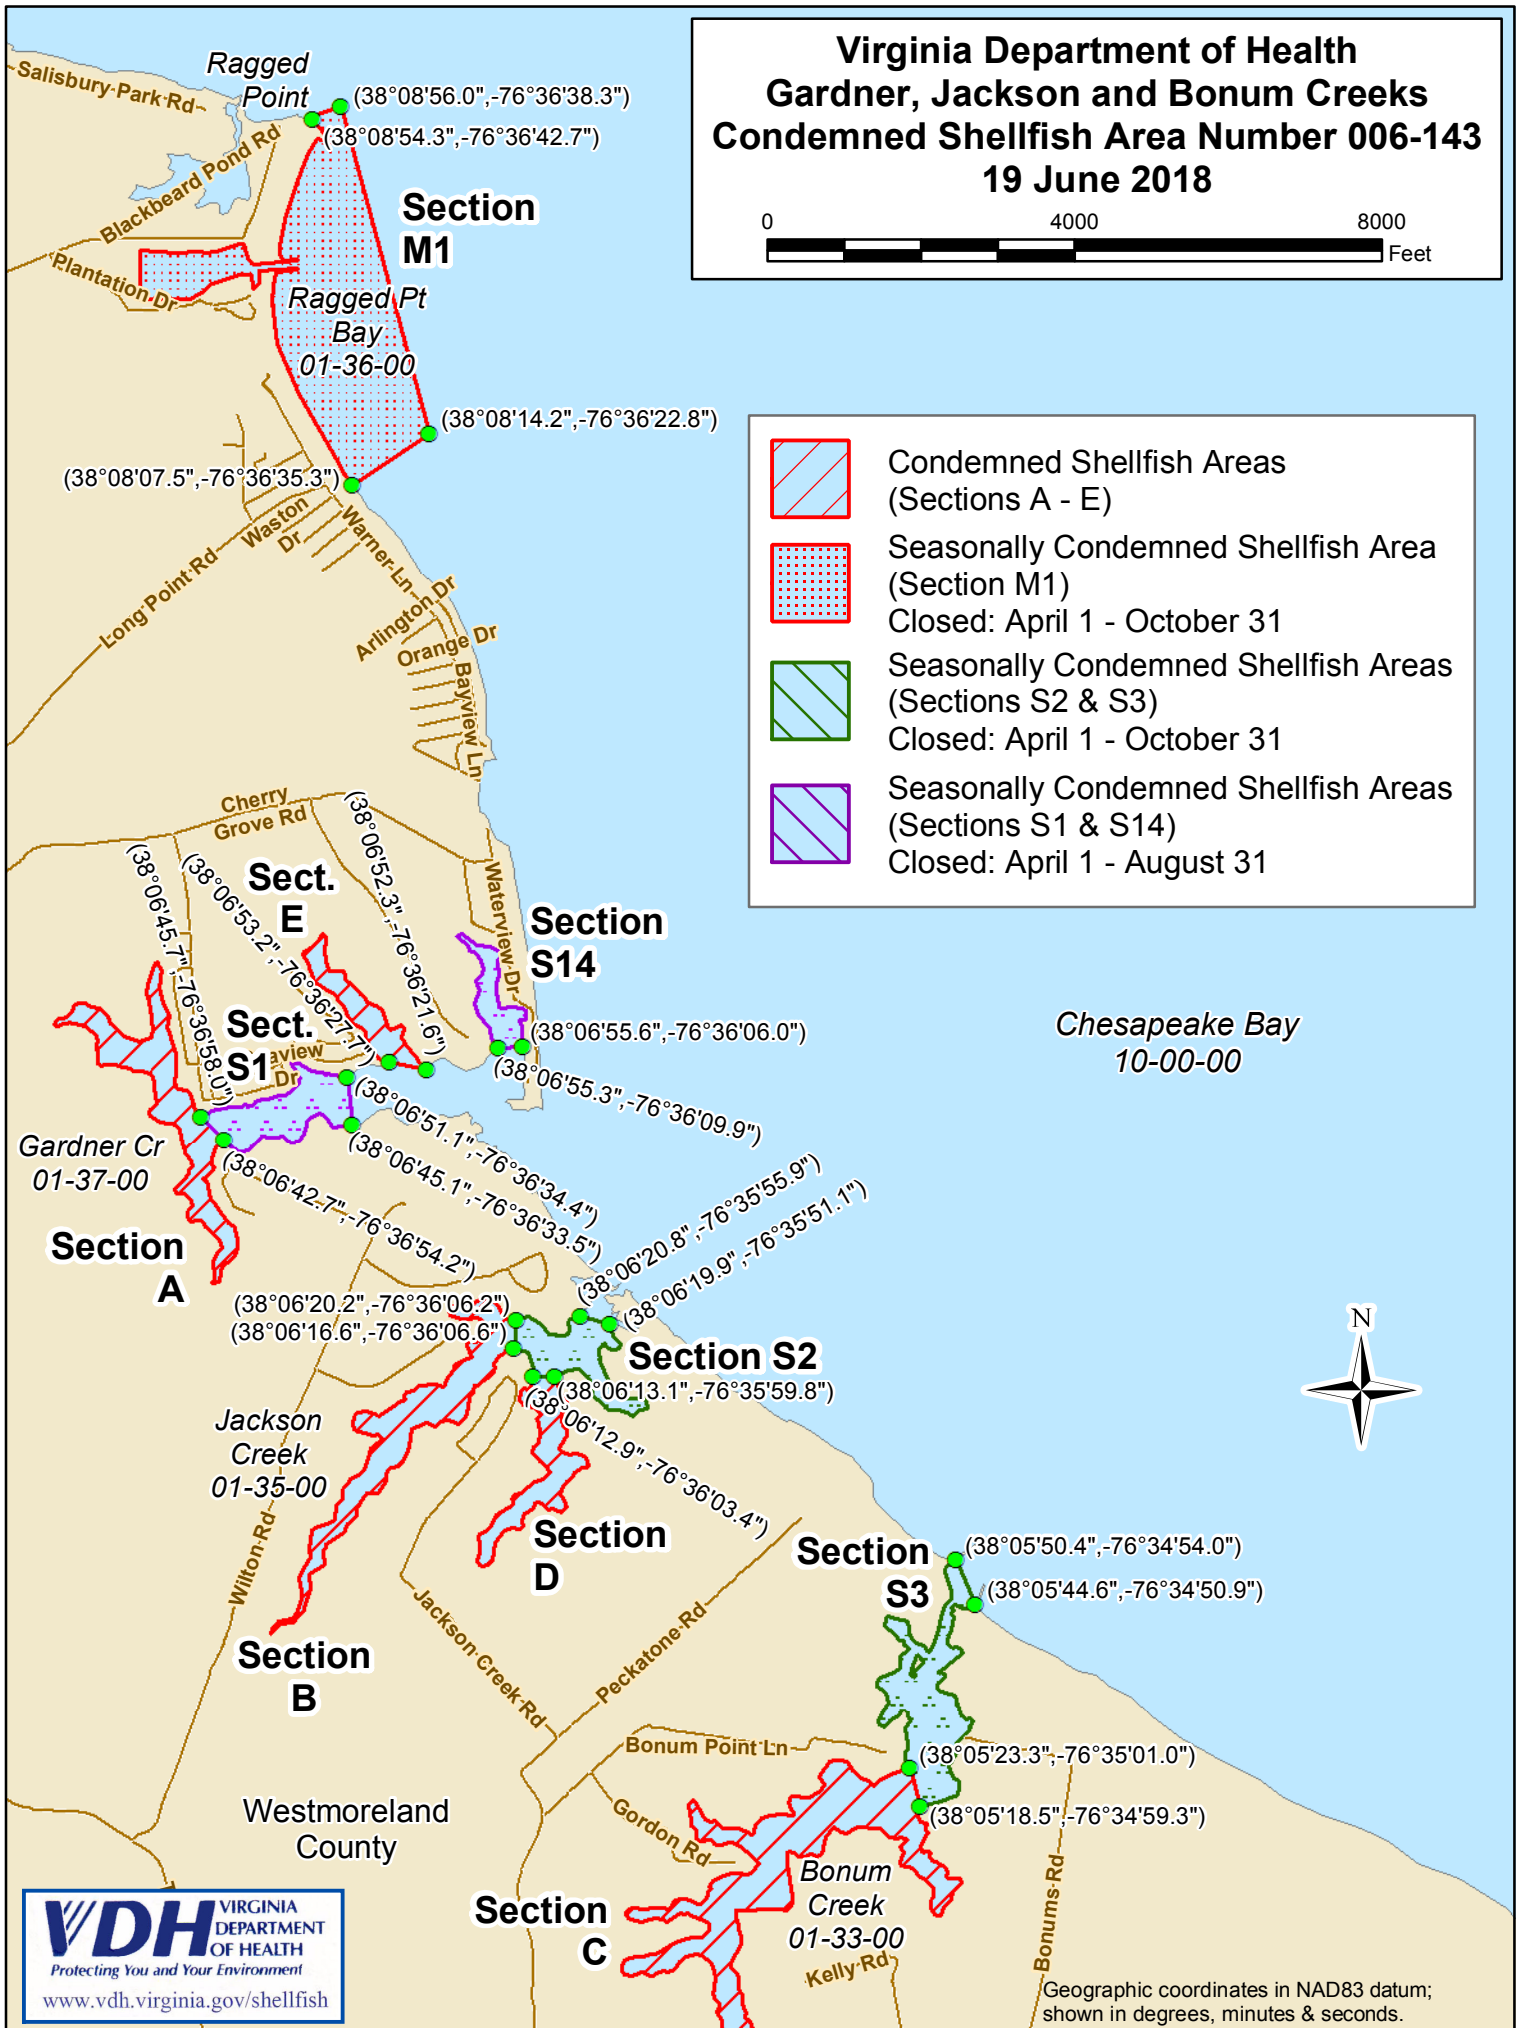 Virginia Department of Health
Gardner, Jackson and Bonum Creeks
Condemned Shellfish Area Number 006-143
19 June 2018
0 4000 8000
Feet
Salisbury Park Rd
Ragged
Point
(38°08'56.0",-76°36'38.3")
(38°08'54.3",-76°36'42.7")
Blackbeard Pond Rd
Section
M1
Plantation Dr
Ragged Pt
Bay
01-36-00
(38°08'14.2",-76°36'22.8")
(38°08'07.5",-76°36'35.3")
Condemned Shellfish Areas
(Sections A - E)
Seasonally Condemned Shellfish Area
(Section M1)
Closed: April 1 - October 31
Seasonally Condemned Shellfish Areas
(Sections S2 & S3)
Closed: April 1 - October 31
Seasonally Condemned Shellfish Areas
(Sections S1 & S14)
Closed: April 1 - August 31
Waston
Dr
Warner Ln
Long Point Rd
Arlington Dr
Orange Dr
Bayview Ln
Cherry
Grove Rd
(38°06'45.7",-76°36'58.0")
(38°06'53.2",-76°36'27.7")
(38°06'52.3",-76°36'21.6")
Sect.
E
Waterview Dr
Section
S14
Sect.
S1
aview
Dr
(38°06'55.6",-76°36'06.0")
(38°06'55.3",-76°36'09.9")
Chesapeake Bay
10-00-00
Gardner Cr
01-37-00
(38°06'51.1",-76°36'34.4")
(38°06'45.1",-76°36'33.5")
(38°06'42.7",-76°36'54.2")
Section
A
(38°06'20.8",-76°35'55.9")
(38°06'19.9",-76°35'51.1")
(38°06'20.2",-76°36'06.2")
(38°06'16.6",-76°36'06.6")
Section S2
(38°06'13.1",-76°35'59.8")
(38°06'12.9",-76°36'03.4")
N
Jackson
Creek
01-35-00
Section
D
Wilton Rd
Section
B
Jackson Creek Rd
Peckatone Rd
Section
S3
(38°05'50.4",-76°34'54.0")
(38°05'44.6",-76°34'50.9")
Bonum Point Ln
(38°05'23.3",-76°35'01.0")
(38°05'18.5",-76°34'59.3")
Westmoreland
County
Gordon Rd
Bonum
Creek
01-33-00
Section
C
Kelly Rd
Bonums Rd
VDH VIRGINIA
DEPARTMENT
OF HEALTH
Protecting You and Your Environment
www.vdh.virginia.gov/shellfish
Geographic coordinates in NAD83 datum;
shown in degrees, minutes & seconds.